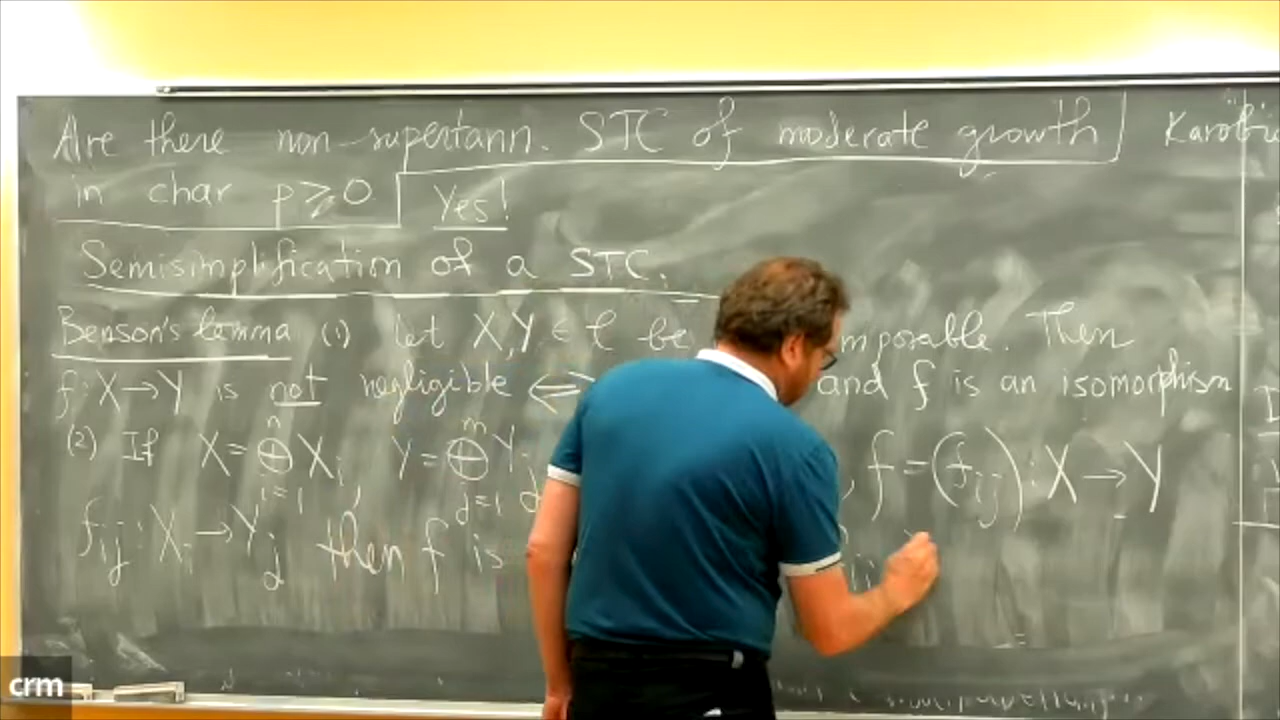 Are there non-supertann. STC of moderate growth
in char p ⩾ 0 Yes!
Semisimplification of a STC.
Benson's lemma (1) let X, Y ∈ C be mposable. Then
f: X → Y is not negligible ⟺ and f is an isomorphism
(2) If X = ⊕_{i=1}^{n} X_i, Y = ⊕_{j=1}^{m} Y_j, f = (f_ij): X → Y
f_ij: X_i → Y_j then f is
crm